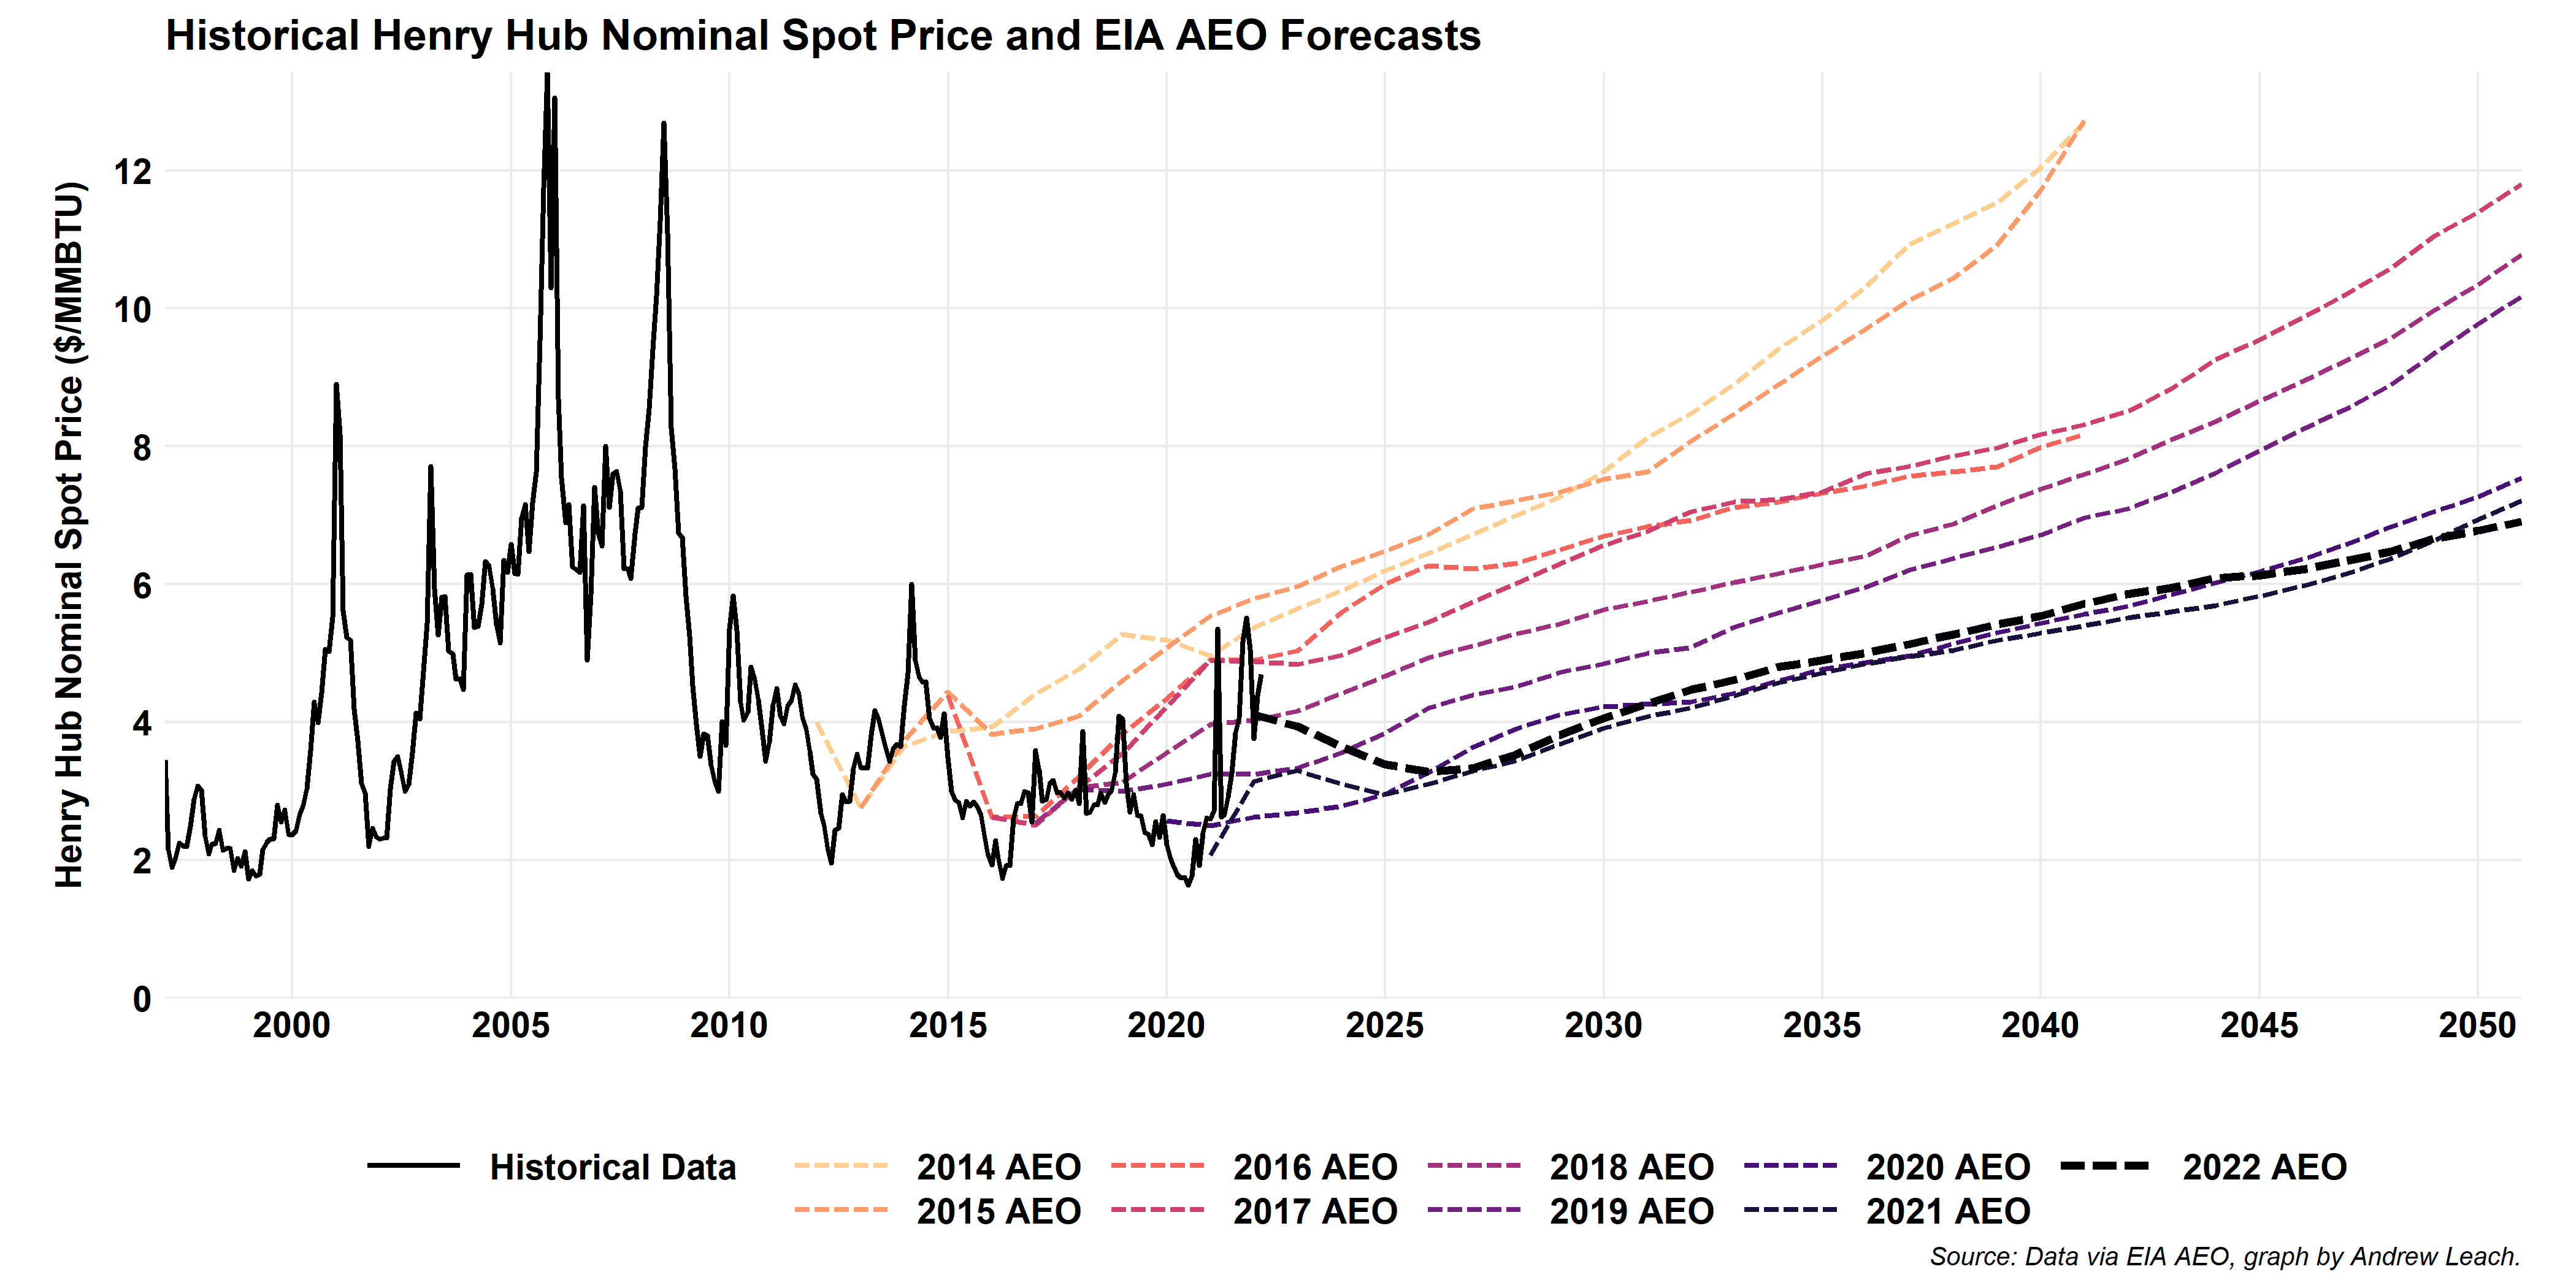 Historical Henry Hub Nominal Spot Price and EIA AEO Forecasts
Henry Hub Nominal Spot Price ($/MMBTU)
12
10
8
6
4
2
0
2000 2005 2010 2015 2020 2025 2030 2035 2040 2045 2050
Historical Data 2014 AEO 2016 AEO 2018 AEO 2020 AEO 2022 AEO
2015 AEO 2017 AEO 2019 AEO 2021 AEO
Source: Data via EIA AEO, graph by Andrew Leach.